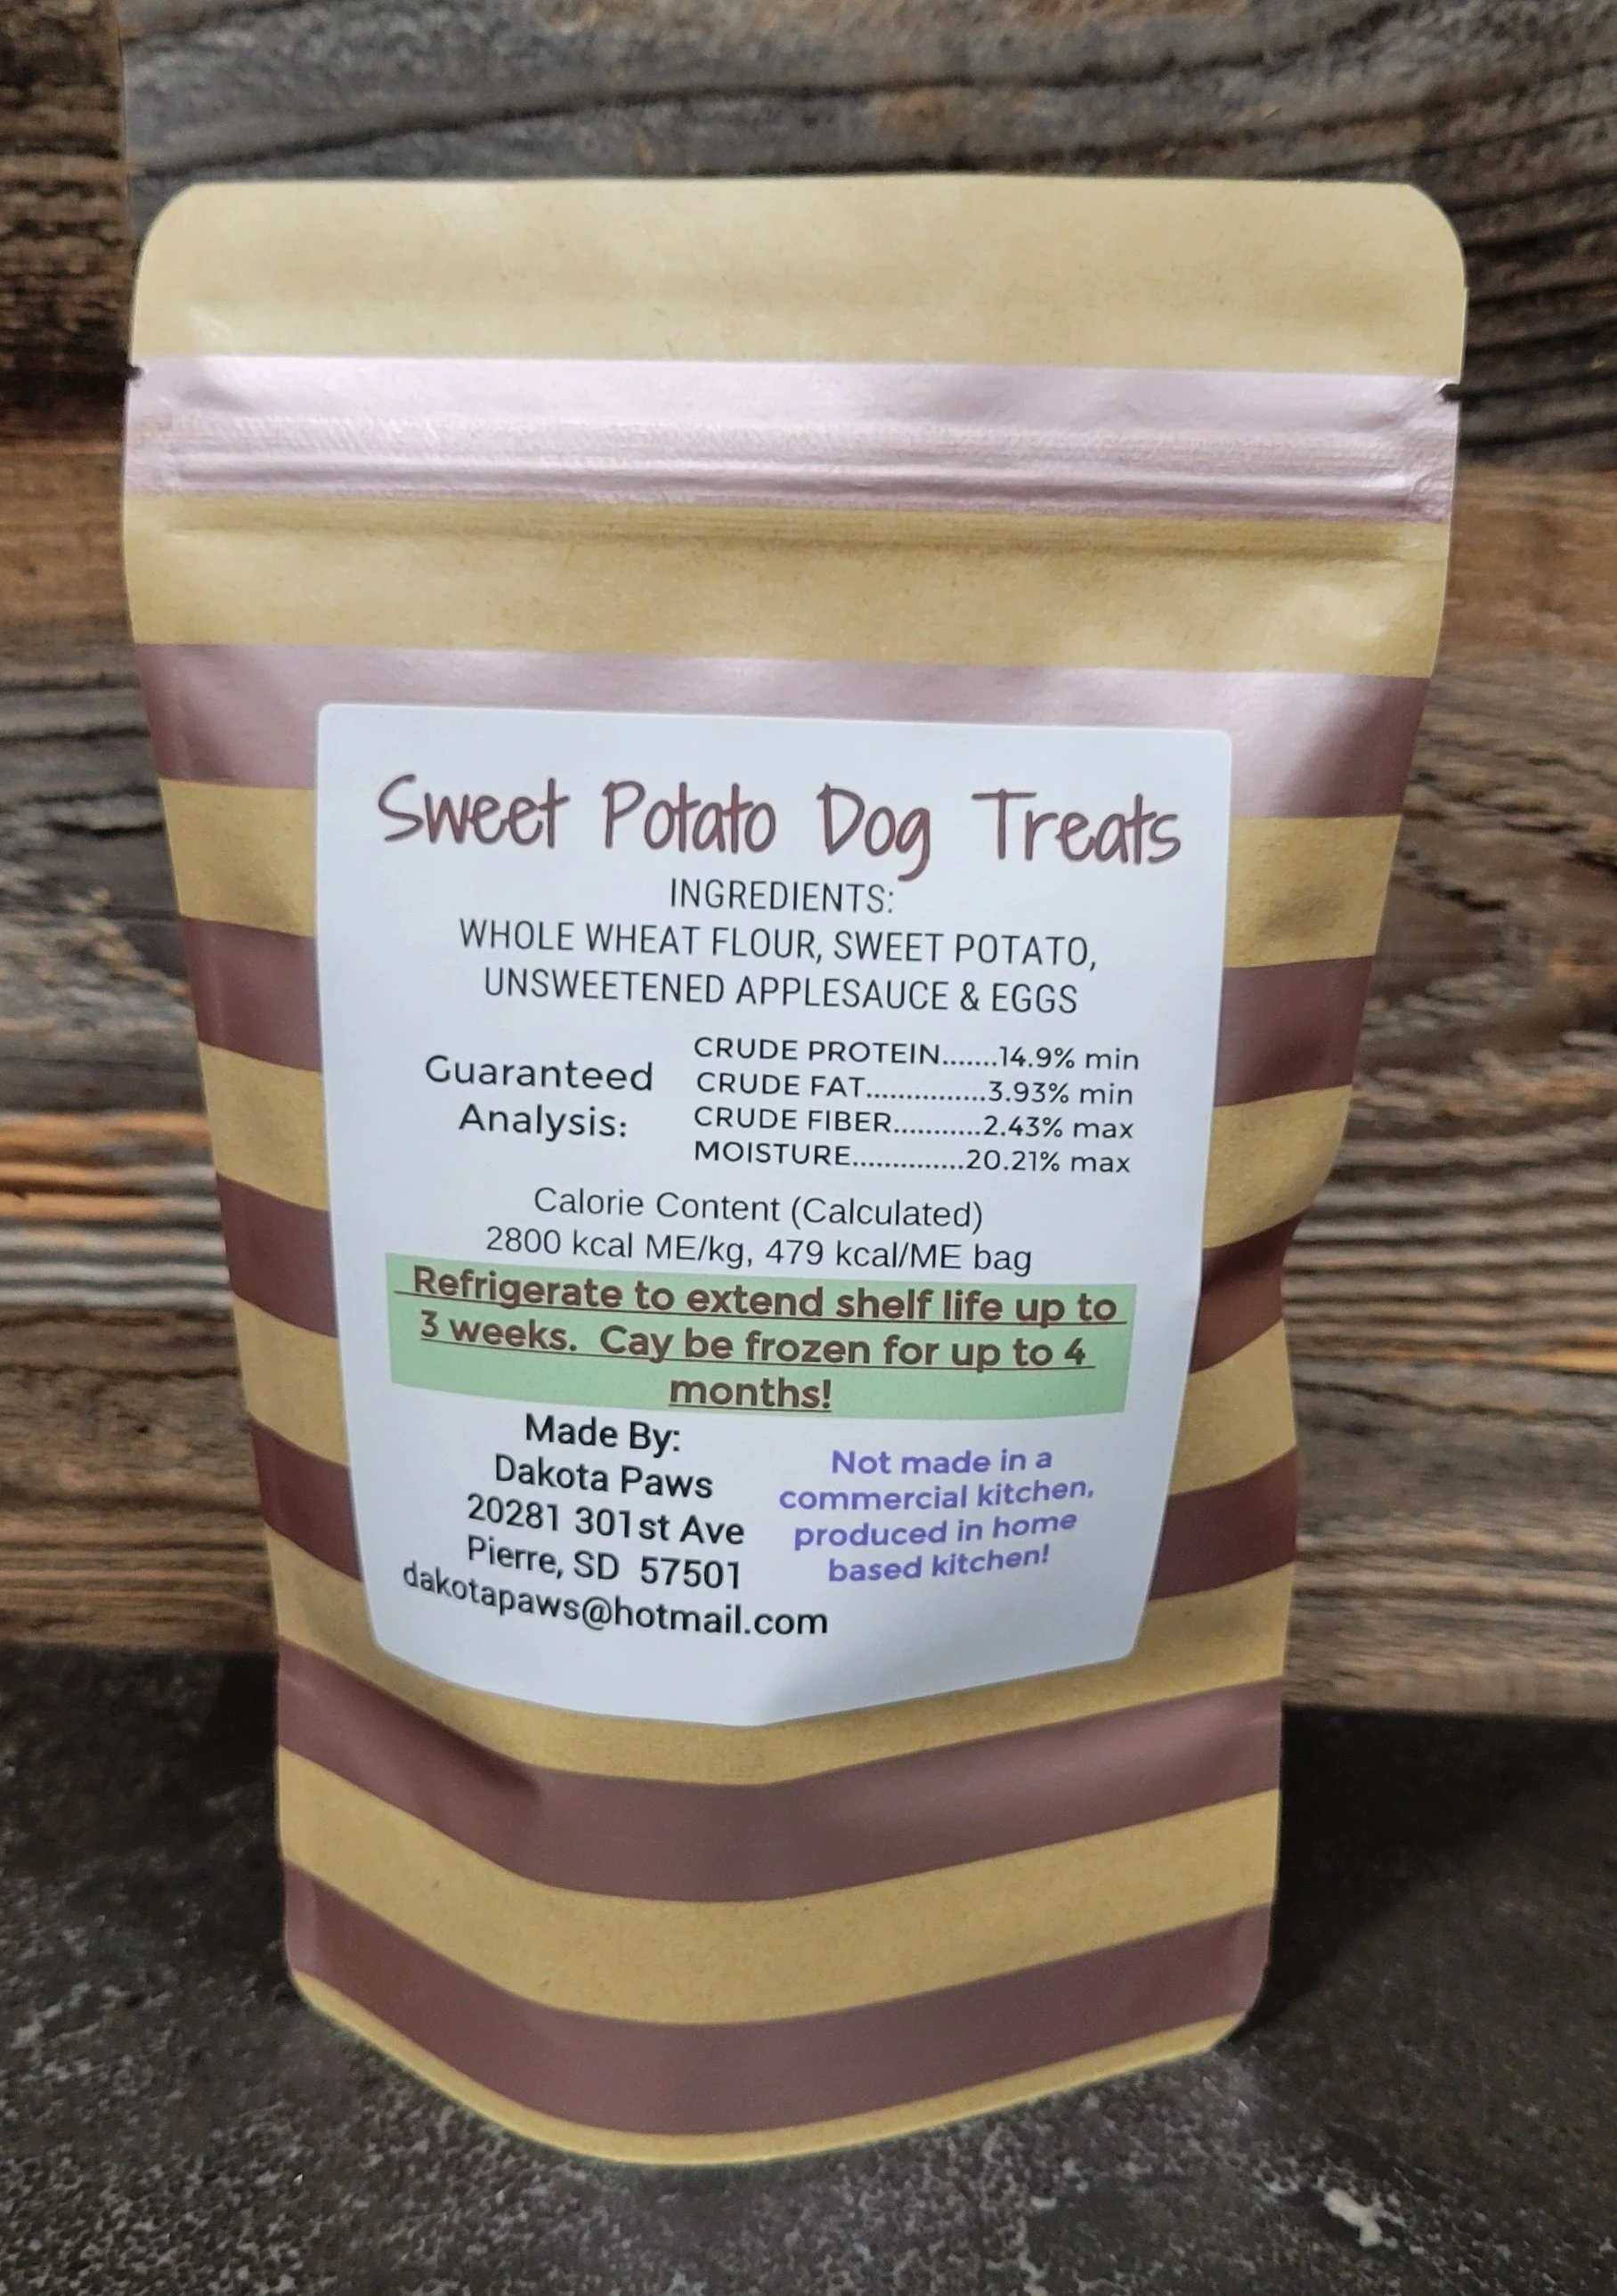 Sweet Potato Dog Treats
INGREDIENTS:
WHOLE WHEAT FLOUR, SWEET POTATO,
UNSWEETENED APPLESAUCE & EGGS
Guaranteed
Analysis:
CRUDE PROTEIN.......14.9% min
CRUDE FAT...............3.93% min
CRUDE FIBER...........2.43% max
MOISTURE..............20.21% max
Calorie Content (Calculated)
2800 kcal ME/kg, 479 kcal/ME bag
Refrigerate to extend shelf life up to
3 weeks. Cay be frozen for up to 4
months!
Made By:
Dakota Paws
20281 301st Ave
Pierre, SD 57501
dakotapaws@hotmail.com
Not made in a
commercial kitchen,
produced in home
based kitchen!